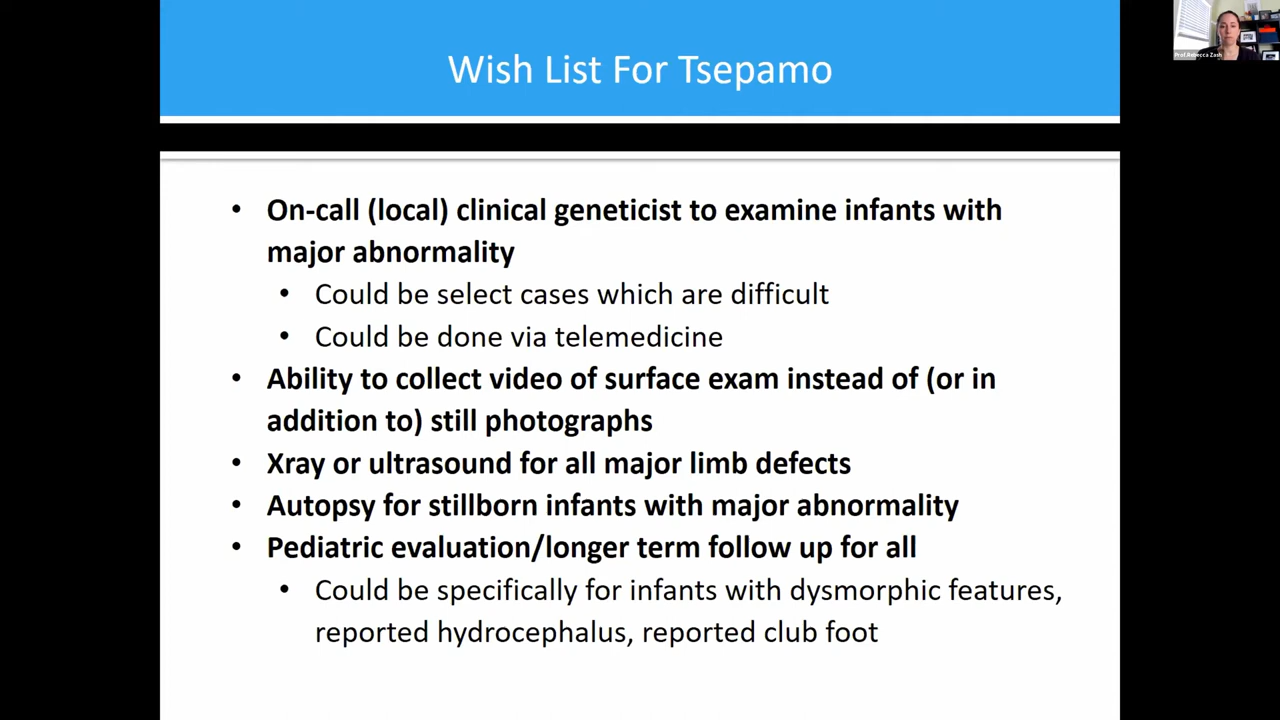 Wish List For Tsepamo
Prof.Rebecca Zash
• On-call (local) clinical geneticist to examine infants with
major abnormality
• Could be select cases which are difficult
• Could be done via telemedicine
• Ability to collect video of surface exam instead of (or in
addition to) still photographs
• Xray or ultrasound for all major limb defects
• Autopsy for stillborn infants with major abnormality
• Pediatric evaluation/longer term follow up for all
• Could be specifically for infants with dysmorphic features,
reported hydrocephalus, reported club foot